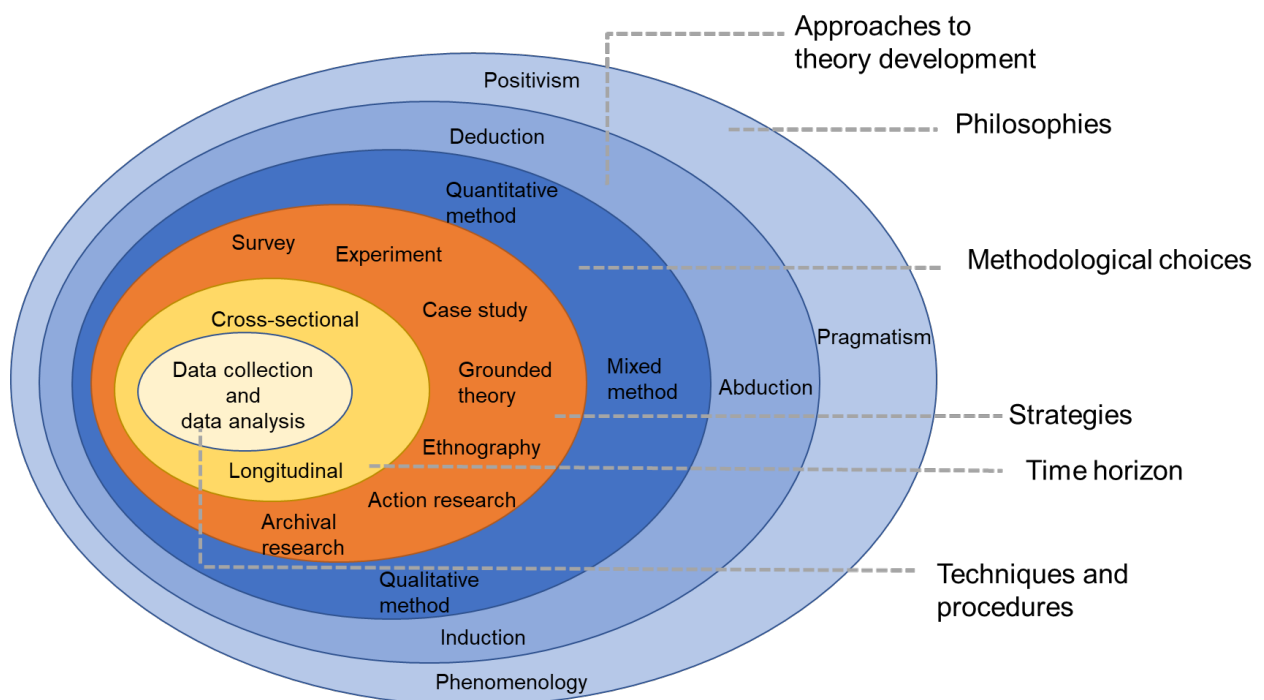 Approaches to
theory development
Positivism
Philosophies
Deduction
Quantitative
method
Survey
Experiment
Methodological choices
Case study
Cross-sectional
Pragmatism
Data collection
and
data analysis
Grounded
theory
Mixed
method
Abduction
Strategies
Ethnography
Longitudinal
Time horizon
Action research
Archival
research
Qualitative
method
Techniques and
procedures
Induction
Phenomenology